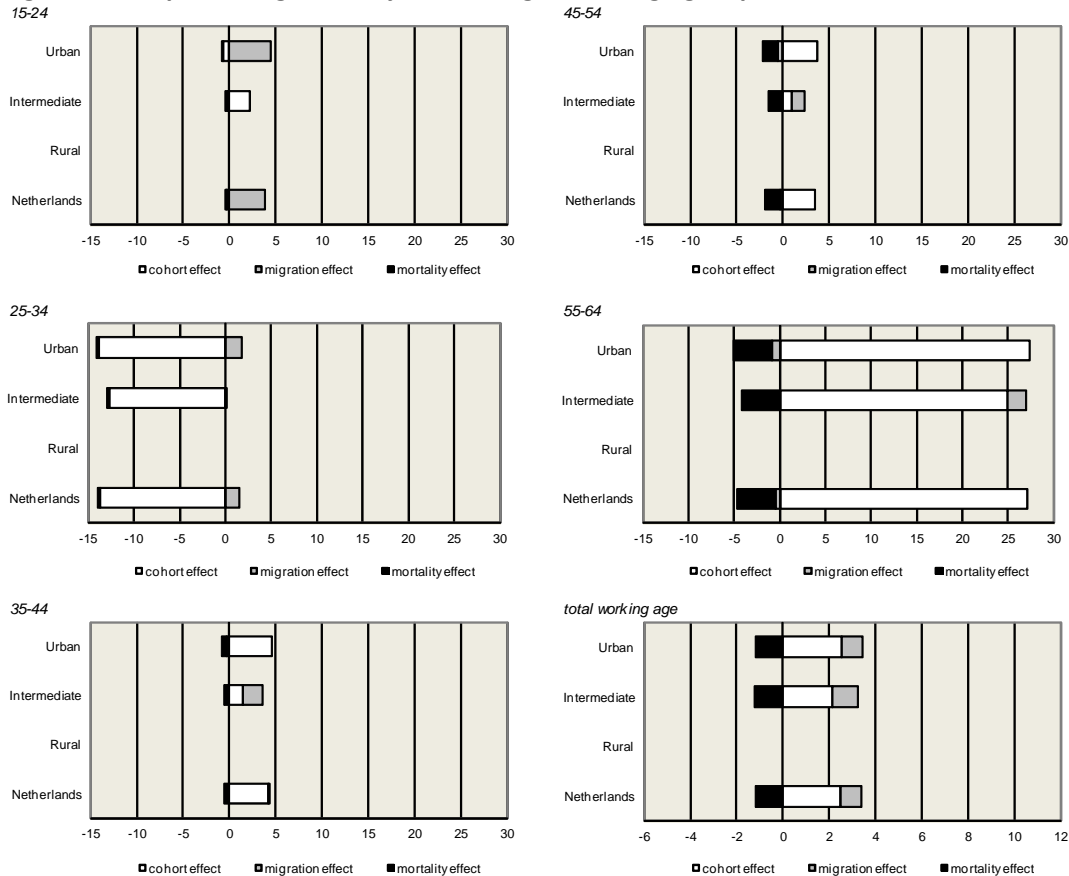 15-24
Urban
Intermediate
Rural
Netherlands
-15 -10 -5 0 5 10 15 20 25 30
cohort effect migration effect mortality effect
45-54
Urban
Intermediate
Rural
Netherlands
-15 -10 -5 0 5 10 15 20 25 30
cohort effect migration effect mortality effect
25-34
Urban
Intermediate
Rural
Netherlands
-15 -10 -5 0 5 10 15 20 25 30
cohort effect migration effect mortality effect
55-64
Urban
Intermediate
Rural
Netherlands
-15 -10 -5 0 5 10 15 20 25 30
cohort effect migration effect mortality effect
35-44
Urban
Intermediate
Rural
Netherlands
-15 -10 -5 0 5 10 15 20 25 30
cohort effect migration effect mortality effect
total working age
Urban
Intermediate
Rural
Netherlands
-6 -4 -2 0 2 4 6 8 10 12
cohort effect migration effect mortality effect